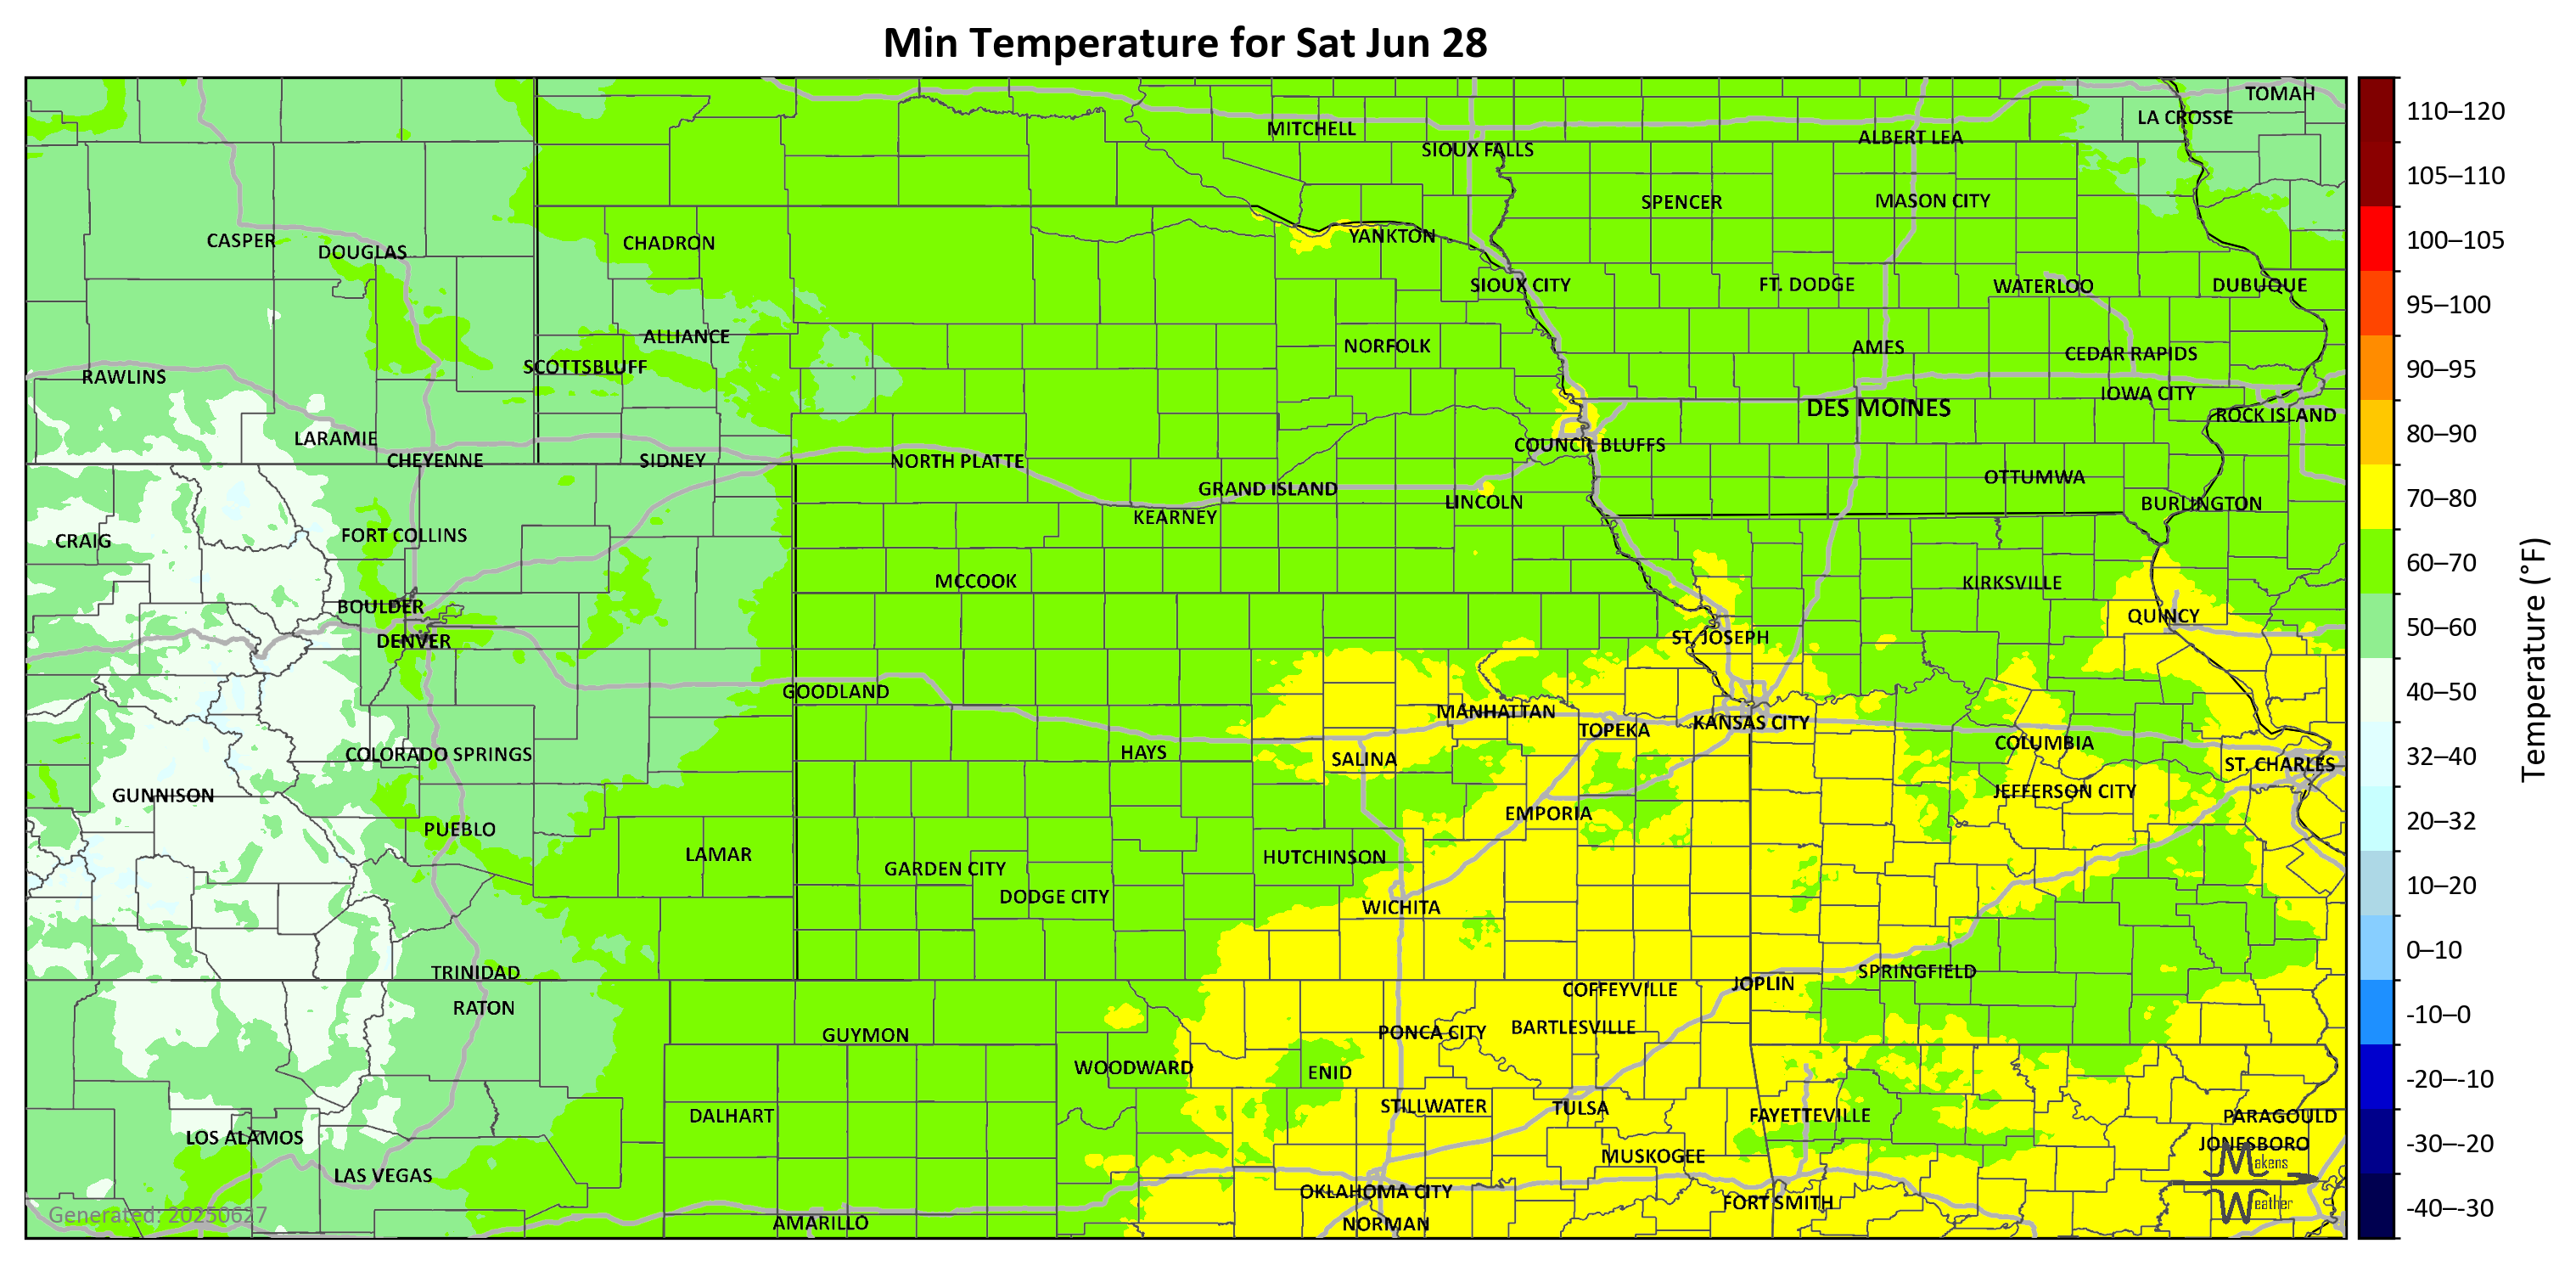 Min Temperature for Sat Jun 28
TOMAH
LA CROSSE
MITCHELL
ALBERT LEA
SIOUX FALLS
SPENCER
MASON CITY
CASPER
DOUGLAS
CHADRON
YANKTON
SIOUX CITY
FT. DODGE
WATERLOO
DUBUQUE
ALLIANCE
NORFOLK
AMES
CEDAR RAPIDS
SCOTTSBLUFF
RAWLINS
IOWA CITY
DES MOINES
ROCK ISLAND
LARAMIE
COUNCIL BLUFFS
CHEYENNE
SIDNEY
NORTH PLATTE
OTTUMWA
GRAND ISLAND
LINCOLN
BURLINGTON
KEARNEY
CRAIG
FORT COLLINS
MCCOOK
KIRKSVILLE
BOULDER
QUINCY
DENVER
ST. JOSEPH
GOODLAND
MANHATTAN
TOPEKA
KANSAS CITY
COLUMBIA
COLORADO SPRINGS
HAYS
SALINA
ST. CHARLES
GUNNISON
JEFFERSON CITY
EMPORIA
PUEBLO
LAMAR
HUTCHINSON
GARDEN CITY
DODGE CITY
WICHITA
TRINIDAD
SPRINGFIELD
JOPLIN
COFFEYVILLE
RATON
GUYMON
PONCA CITY
BARTLESVILLE
WOODWARD
ENID
STILLWATER
TULSA
DALHART
FAYETTEVILLE
PARAGOULD
LOS ALAMOS
JONESBORO
MUSKOGEE
LAS VEGAS
OKLAHOMA CITY
FORT SMITH
AMARILLO
NORMAN
Generated: 20250627
Makens
Weather
110–120
105–110
100–105
95–100
90–95
80–90
70–80
60–70
50–60
40–50
32–40
20–32
10–20
0–10
-10–0
-20–-10
-30–-20
-40–-30
Temperature (°F)